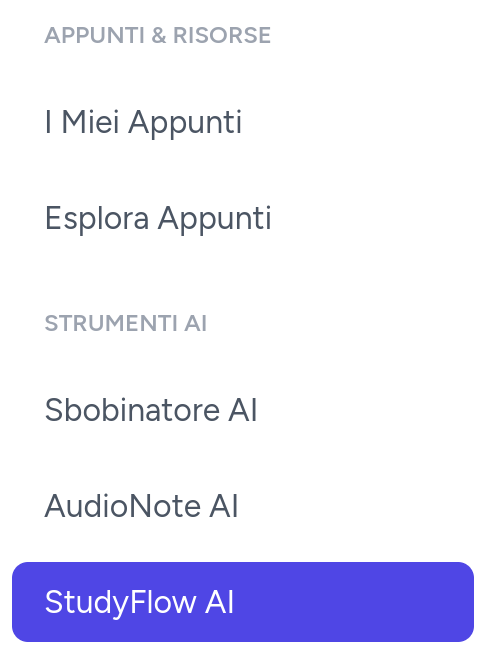 APPUNTI & RISORSE
I Miei Appunti
Esplora Appunti
STRUMENTI AI
Sbobinatore AI
AudioNote AI
StudyFlow AI